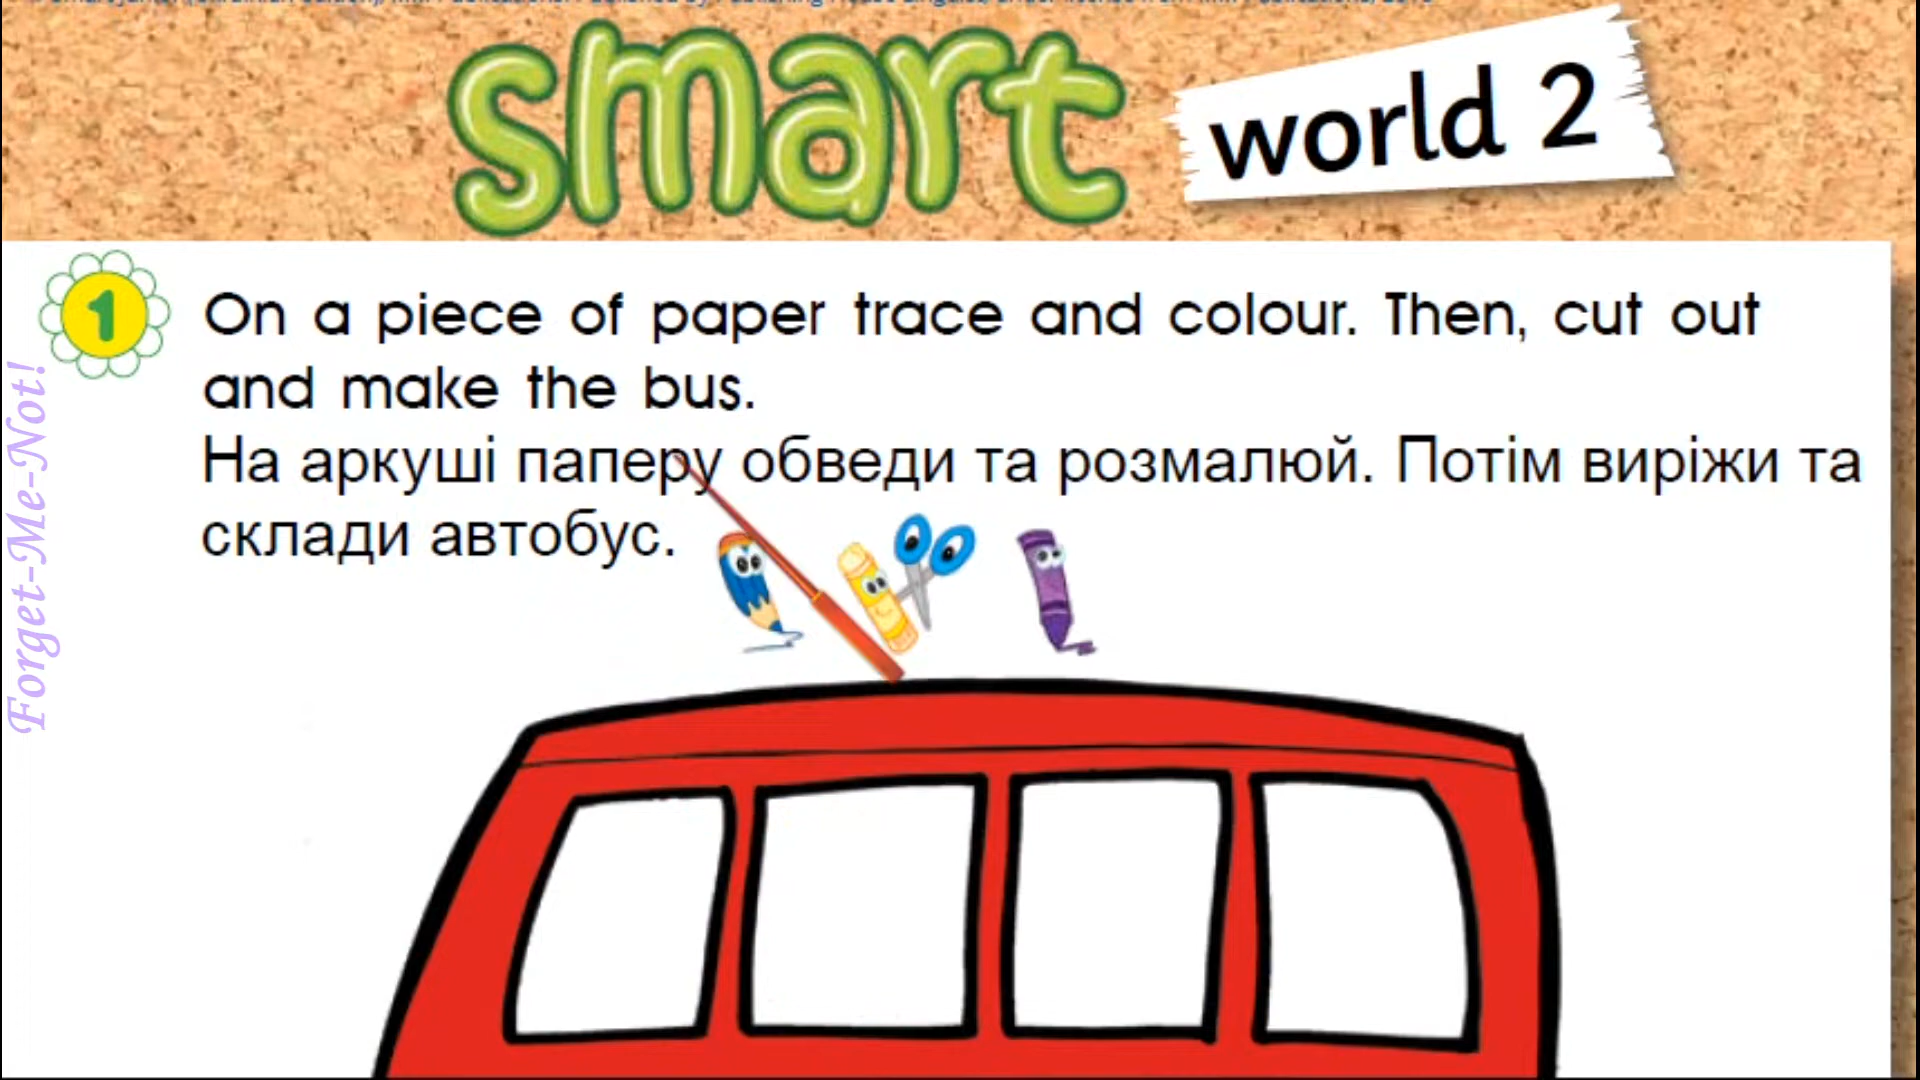 smart world 2
1 On a piece of paper trace and colour. Then, cut out
and make the bus.
На аркуші паперу обведи та розмалюй. Потім виріжи та
склади автобус.
Forget-Me-Not!